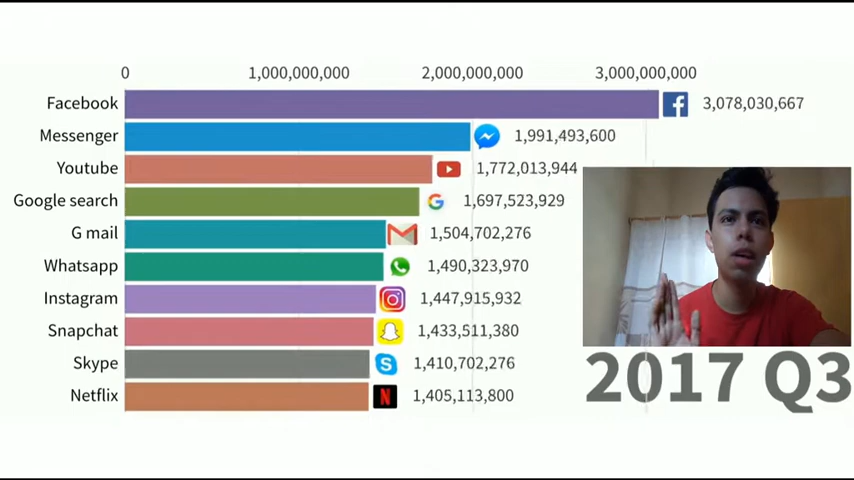 0 1,000,000,000 2,000,000,000 3,000,000,000
Facebook 3,078,030,667
Messenger 1,991,493,600
Youtube 1,772,013,944
Google search 1,697,523,929
G mail 1,504,702,276
Whatsapp 1,490,323,970
Instagram 1,447,915,932
Snapchat 1,433,511,380
Skype 1,410,702,276
Netflix 1,405,113,800
2017 Q3